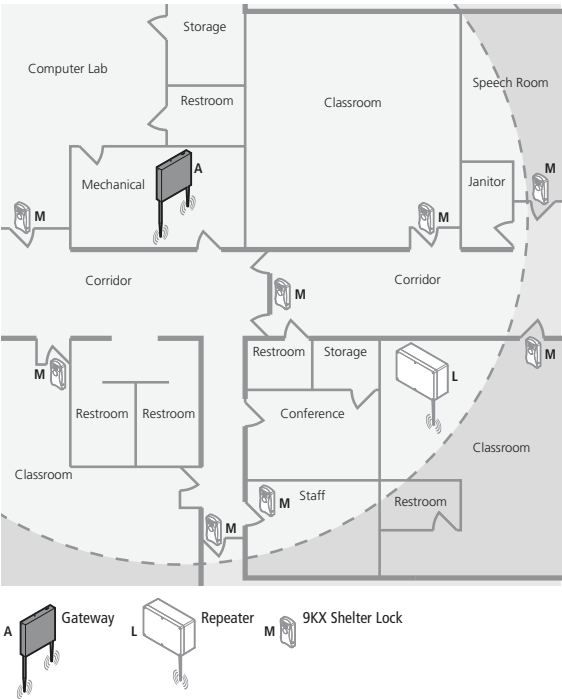 Storage
Computer Lab
Speech Room
Restroom
Classroom
A
M
Mechanical
Janitor
M
M
Corridor
Corridor
M
Restroom
Storage
M
M
L
Restroom
Restroom
Conference
Classroom
Classroom
Staff
M
Restroom
M
A
Gateway
L
Repeater
M
9KX Shelter Lock